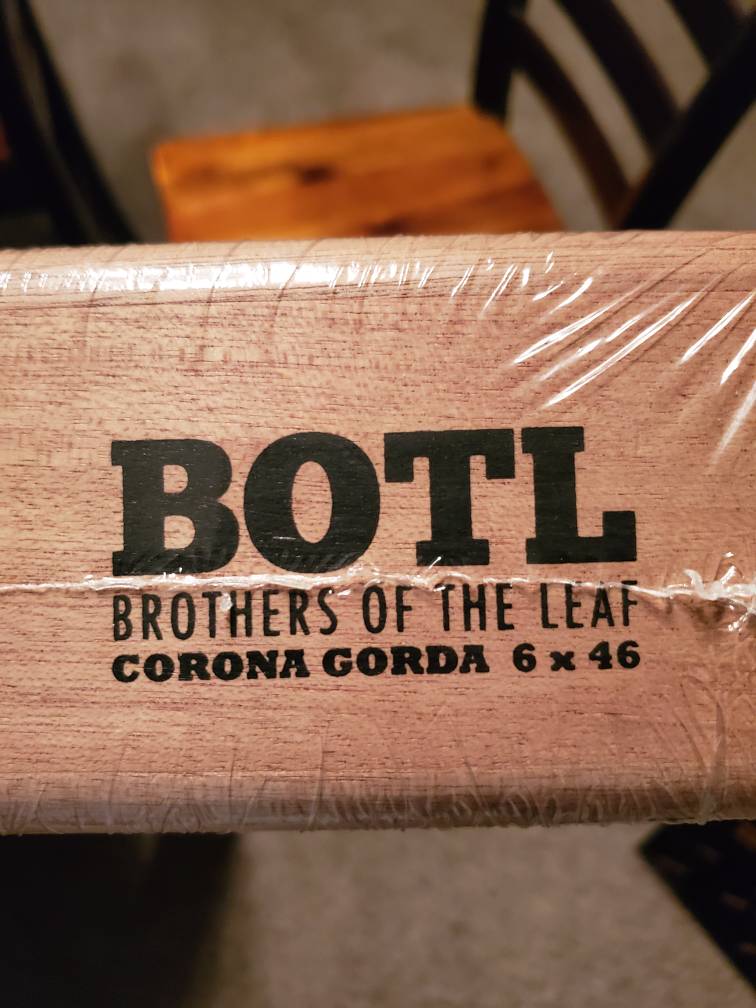 BOTL
BROTHERS OF THE LEAF
CORONA GORDA 6 x 46